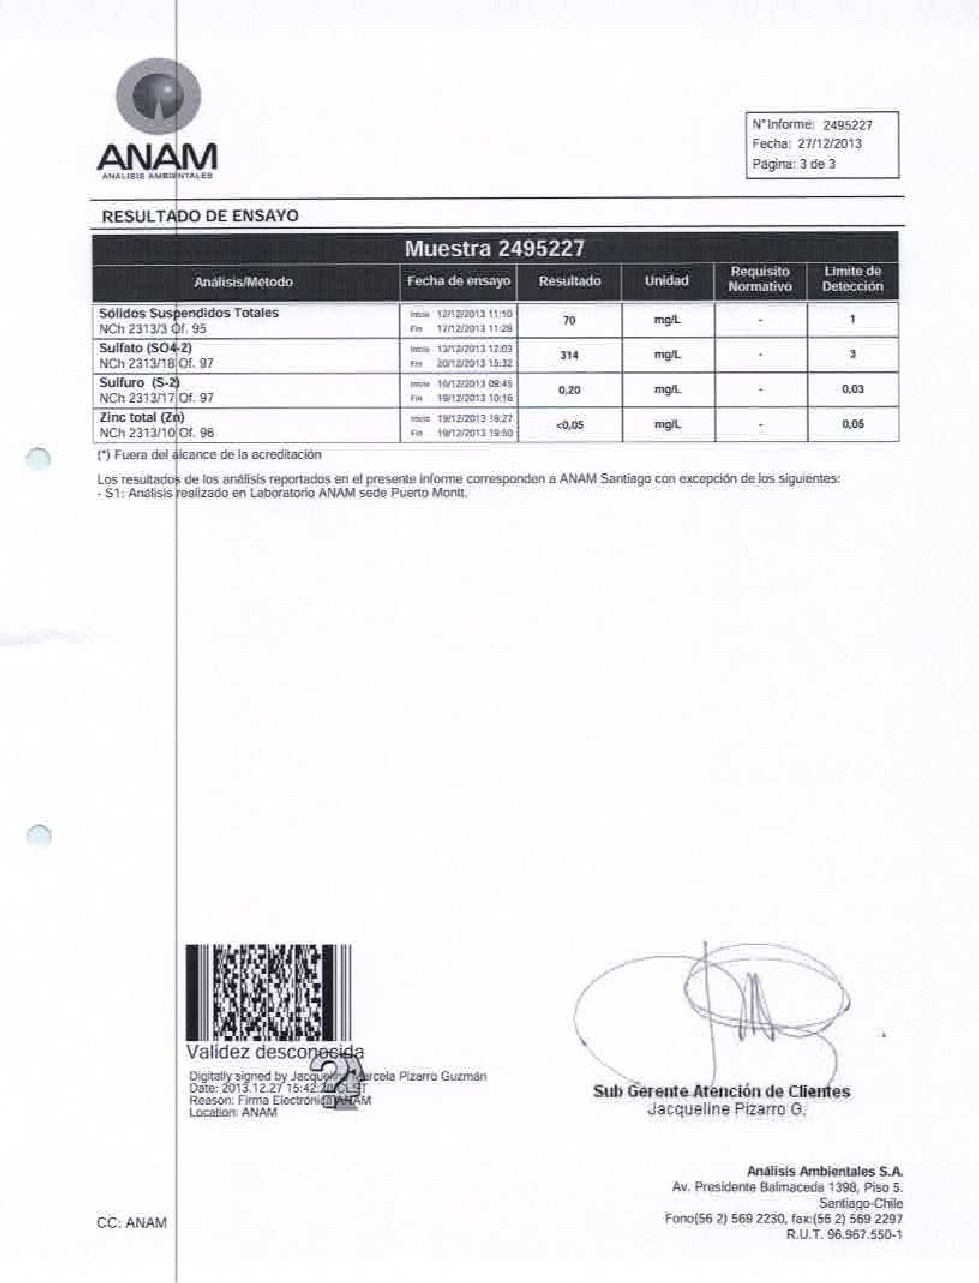 ANAM
ANALISIS AMBIENTALES
N° Informe: 2495227
Fecha: 27/12/2013
Página: 3 de 3
RESULTADO DE ENSAYO
Muestra 2495227
Análisis/Método Fecha de ensayo Resultado Unidad Requisito Normativo Límite de Detección
Sólidos Suspendidos Totales
NCh 2313/3 Of. 95
Inicio 12/12/2013 11:10
Fin 17/12/2013 11:28
70 mg/L - 1
Sulfato (SO4-2)
NCh 2313/18 Of. 97
Inicio 13/12/2013 12:03
Fin 20/12/2013 15:32
314 mg/L - 3
Sulfuro (S-2)
NCh 2313/17 Of. 97
Inicio 16/12/2013 09:45
Fin 16/12/2013 10:16
0,20 mg/L - 0,03
Zinc total (Zn)
NCh 2313/10 Of. 96
Inicio 19/12/2013 18:27
Fin 19/12/2013 19:50
<0,05 mg/L - 0,05
(*) Fuera del alcance de la acreditación
Los resultados de los análisis reportados en el presente informe corresponden a ANAM Santiago con excepción de los siguientes:
- S1: Análisis realizado en Laboratorio ANAM sede Puerto Montt.
Validez desconocida
Digitally signed by Jacqueline Marcela Pizarro Guzmán
Date: 2013.12.27 15:42: CLST
Reason: Firma Electrónica ANAM
Location: ANAM
Sub Gerente Atención de Clientes
Jacqueline Pizarro G.
Análisis Ambientales S.A.
Av. Presidente Balmaceda 1398, Piso 5.
Santiago-Chile
Fono(56 2) 569 2230, fax:(56 2) 569 2297
R.U.T. 96.967.550-1
CC: ANAM